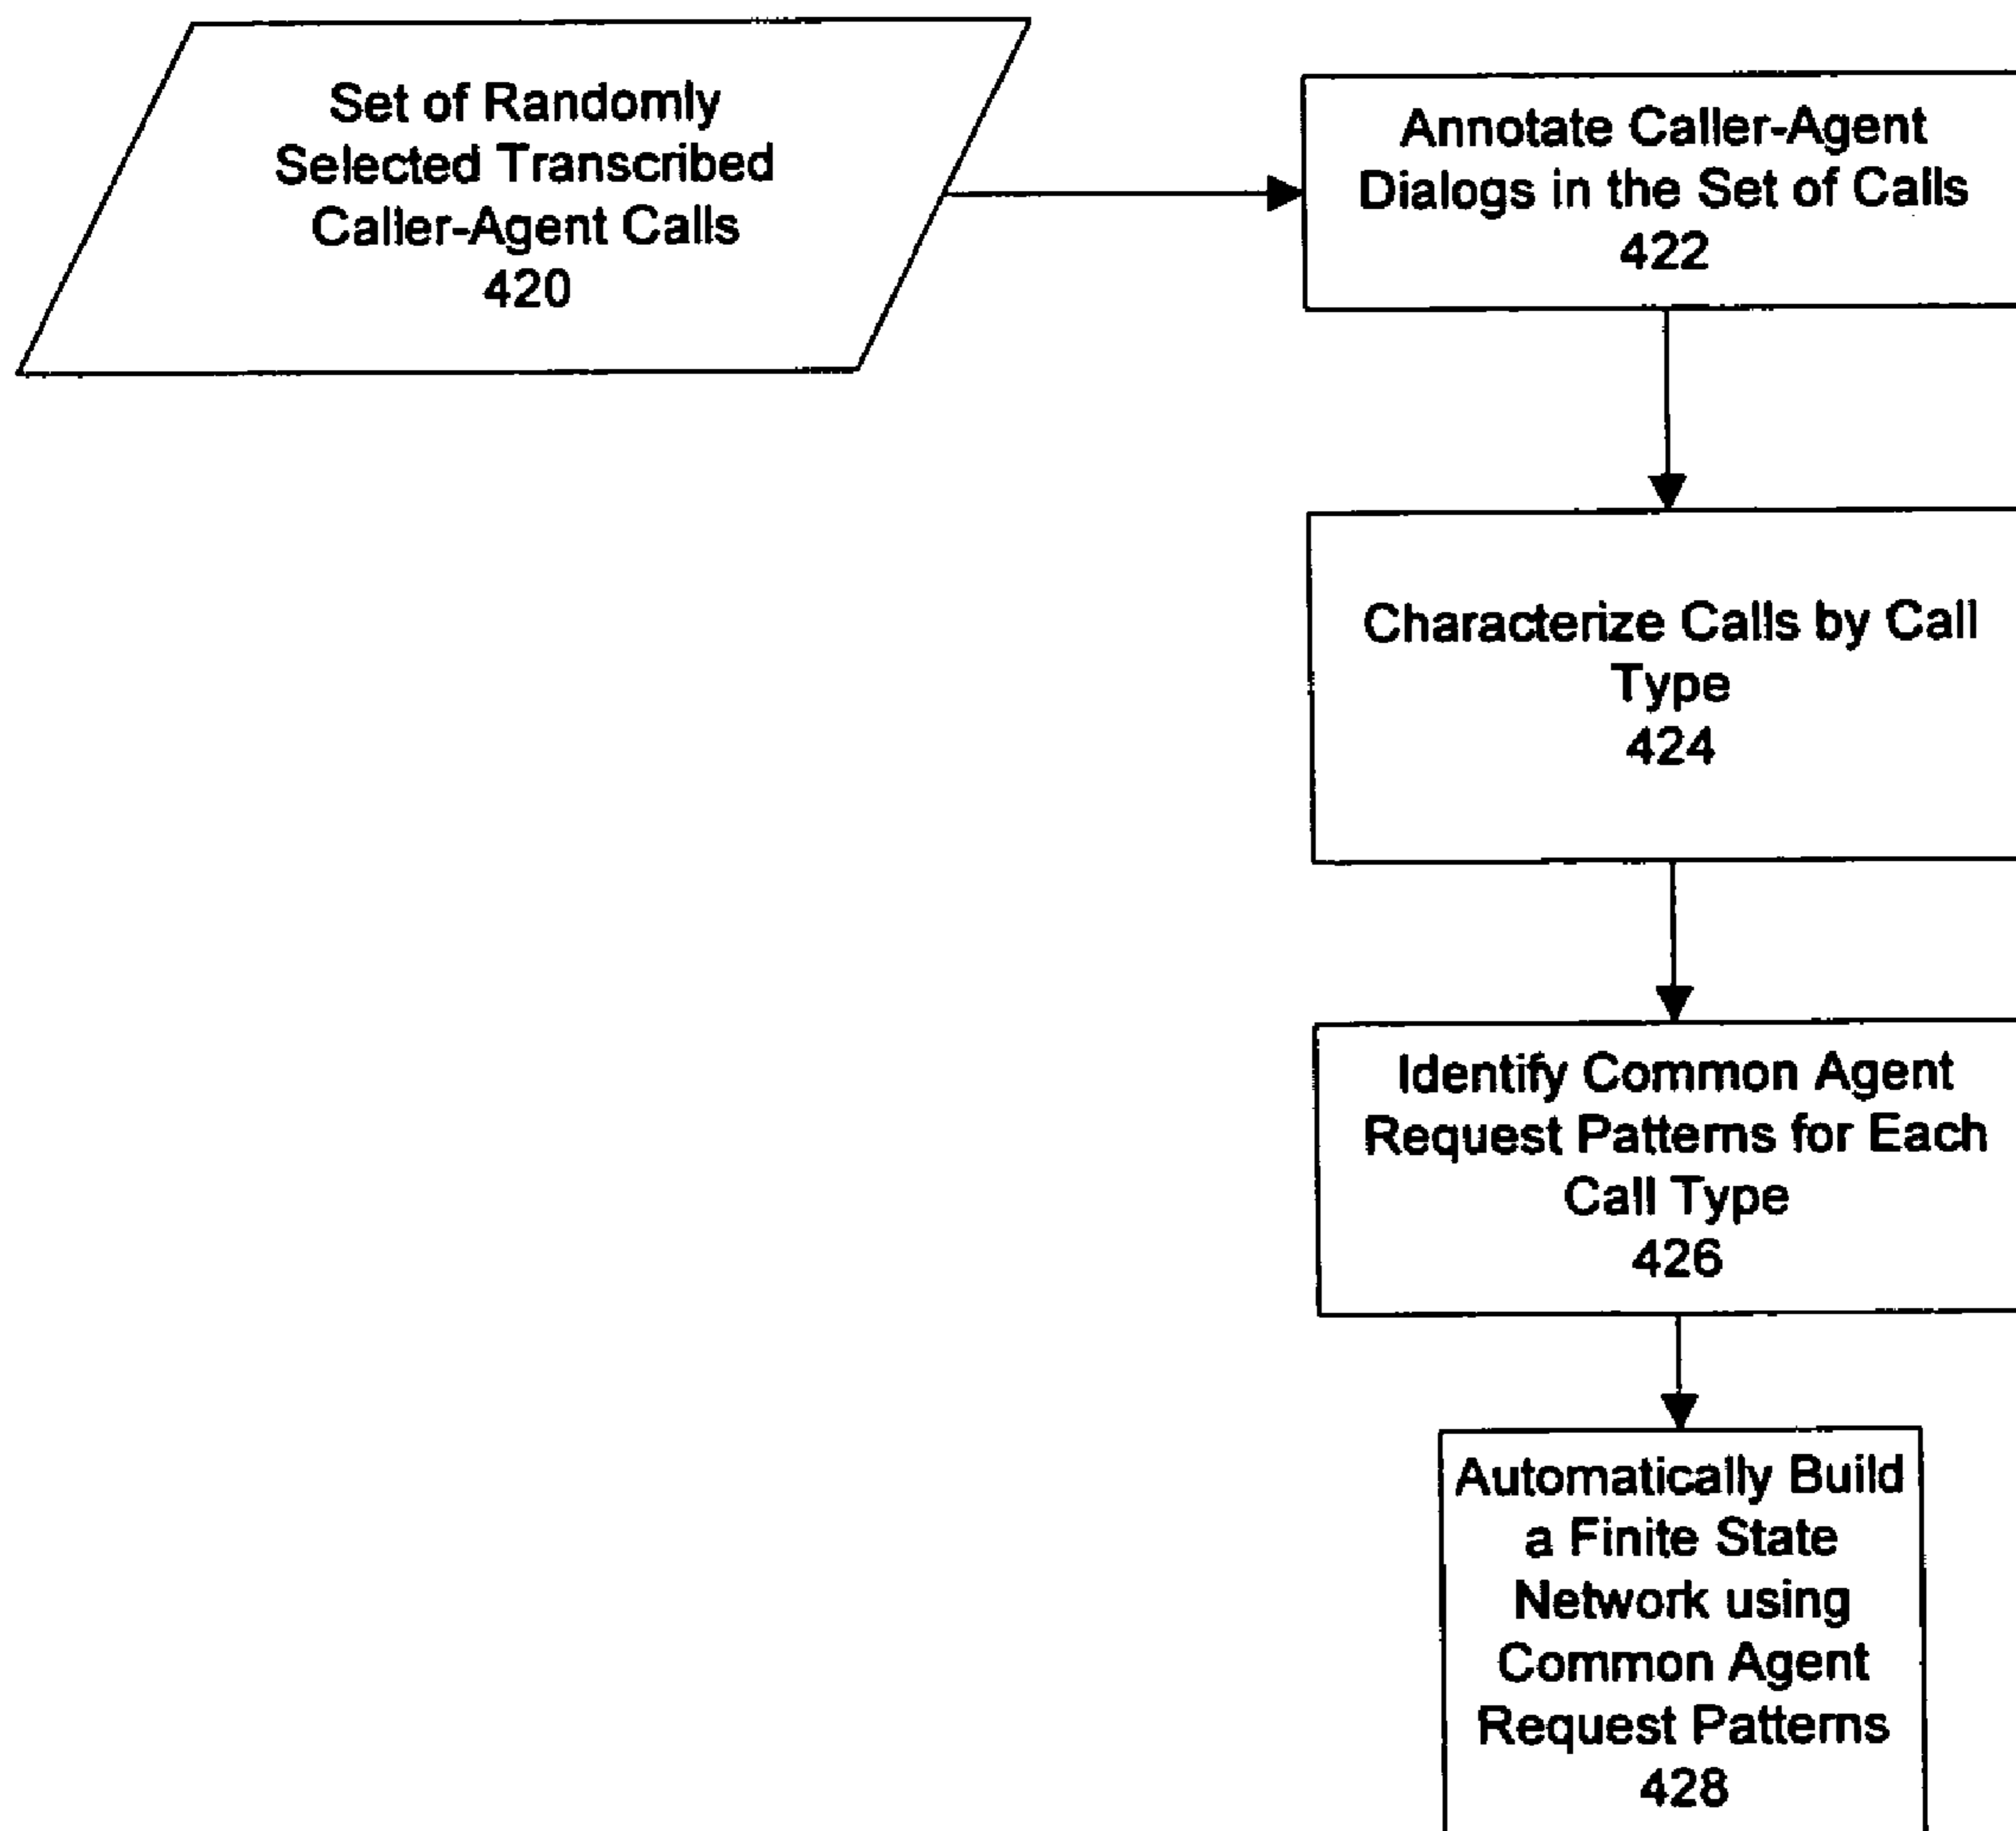 Set of Randomly
Selected Transcribed
Caller-Agent Calls
420
Annotate Caller-Agent
Dialogs in the Set of Calls
422
Characterize Calls by Call
Type
424
Identify Common Agent
Request Patterns for Each
Call Type
426
Automatically Build
a Finite State
Network using
Common Agent
Request Patterns
428